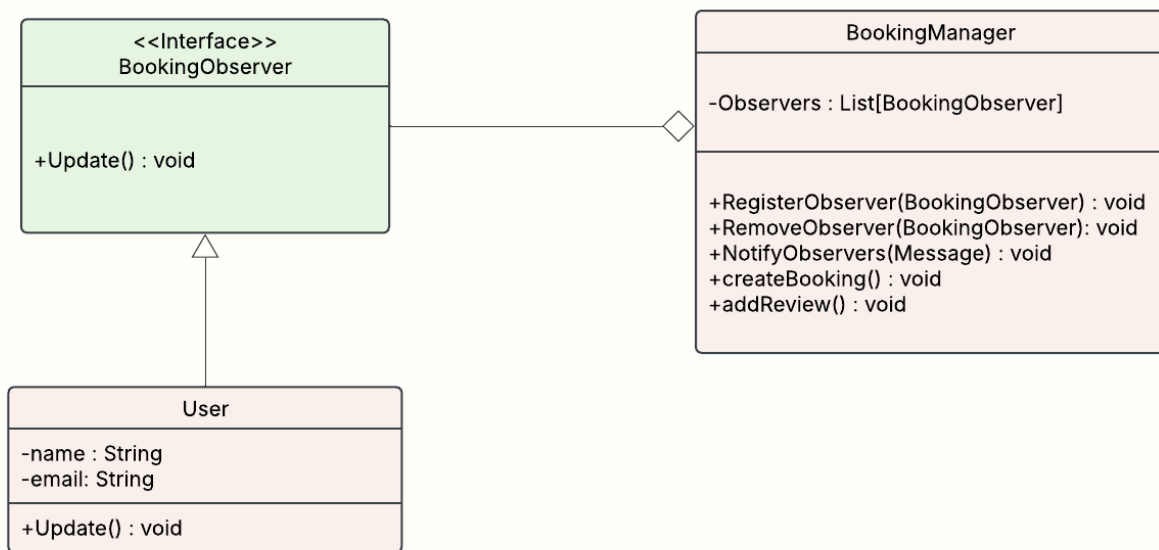 <<Interface>>
BookingObserver
+Update() : void
BookingManager
-Observers : List[BookingObserver]
+RegisterObserver(BookingObserver) : void
+RemoveObserver(BookingObserver): void
+NotifyObservers(Message) : void
+createBooking() : void
+addReview() : void
User
-name : String
-email: String
+Update() : void